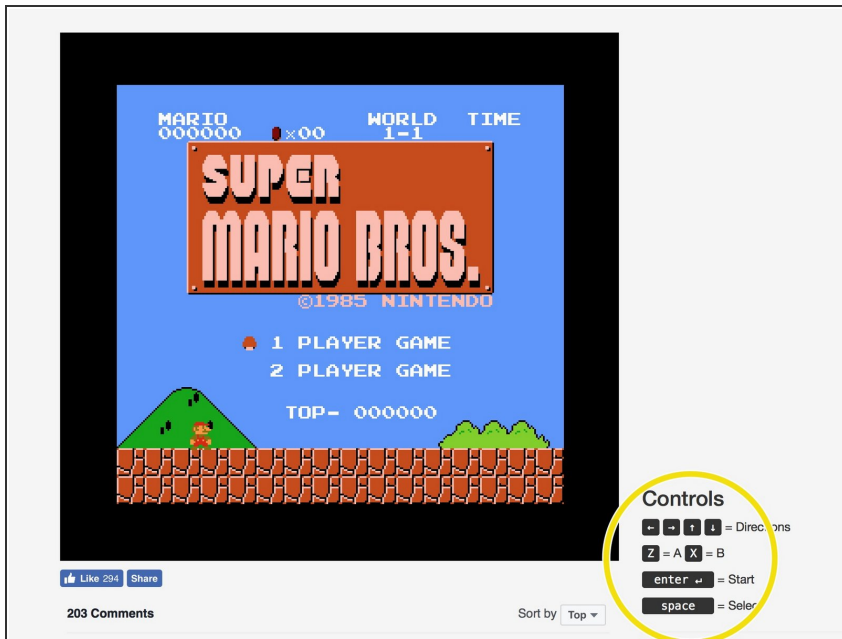 MARIO WORLD TIME
000000 ×00 1-1
SUPER
MARIO BROS.
©1985 NINTENDO
1 PLAYER GAME
2 PLAYER GAME
TOP- 000000
Controls
← → ↑ ↓ = Directions
Z = A X = B
enter ↵ = Start
space = Selec
Like 294 Share
203 Comments Sort by Top